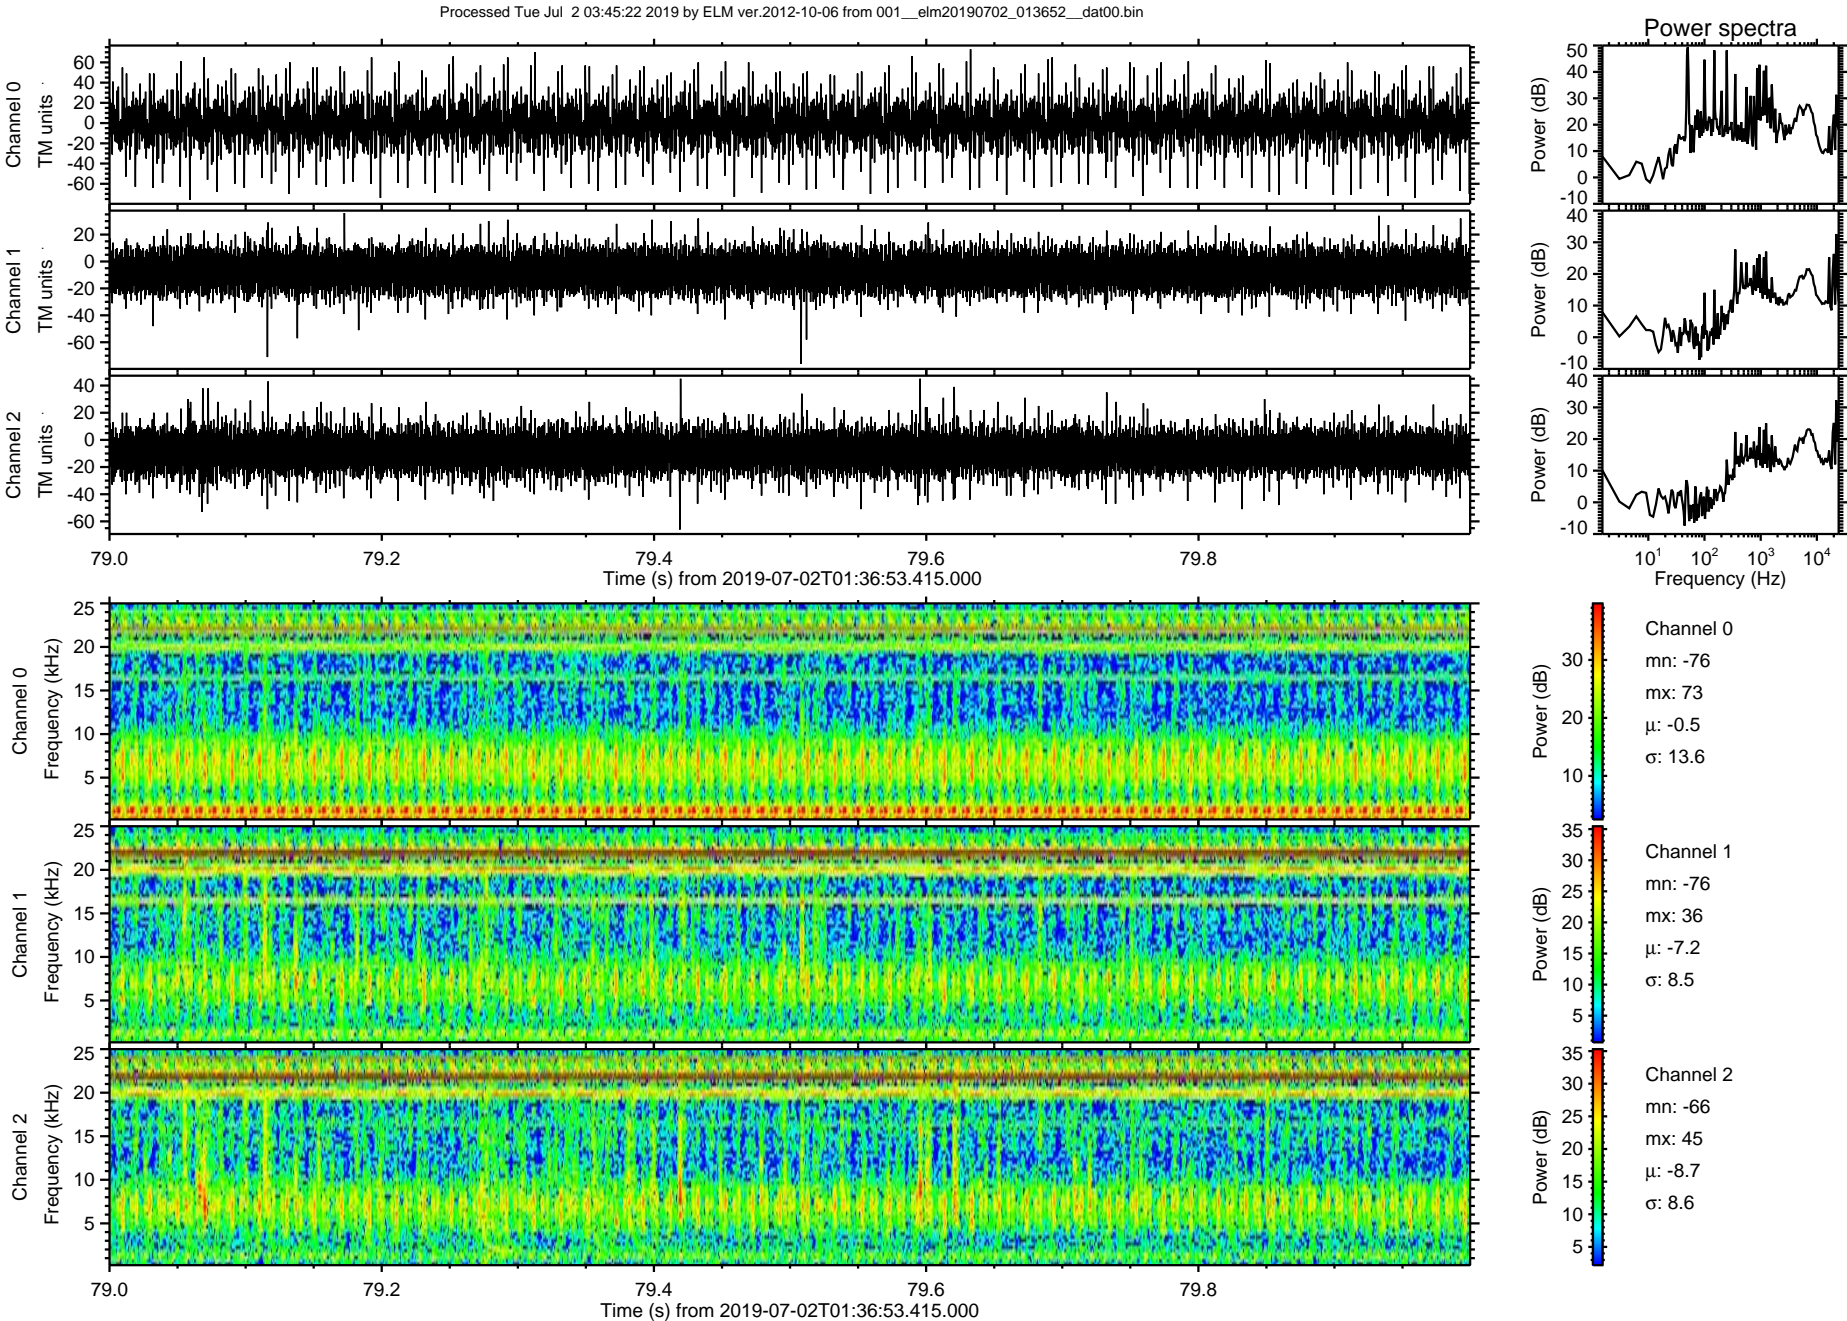 Processed Tue Jul  2 03:45:22 2019 by ELM ver.2012-10-06 from 001__elm20190702_013652__dat00.bin
Power spectra
Channel 0
TM units
60
40
20
0
-20
-40
-60
Power (dB)
50
40
30
20
10
0
-10
Channel 1
TM units
20
0
-20
-40
-60
Power (dB)
40
30
20
10
0
-10
Channel 2
TM units
40
20
0
-20
-40
-60
Power (dB)
40
30
20
10
0
-10
79.0 79.2 79.4 79.6 79.8
Time (s) from 2019-07-02T01:36:53.415.000
10^1 10^2 10^3 10^4
Frequency (Hz)
Channel 0
Frequency (kHz)
25
20
15
10
5
Power (dB)
30
20
10
Channel 0
mn: -76
mx: 73
μ: -0.5
σ: 13.6
Channel 1
Frequency (kHz)
25
20
15
10
5
Power (dB)
35
30
25
20
15
10
5
Channel 1
mn: -76
mx: 36
μ: -7.2
σ: 8.5
Channel 2
Frequency (kHz)
25
20
15
10
5
Power (dB)
35
30
25
20
15
10
5
Channel 2
mn: -66
mx: 45
μ: -8.7
σ: 8.6
79.0 79.2 79.4 79.6 79.8
Time (s) from 2019-07-02T01:36:53.415.000